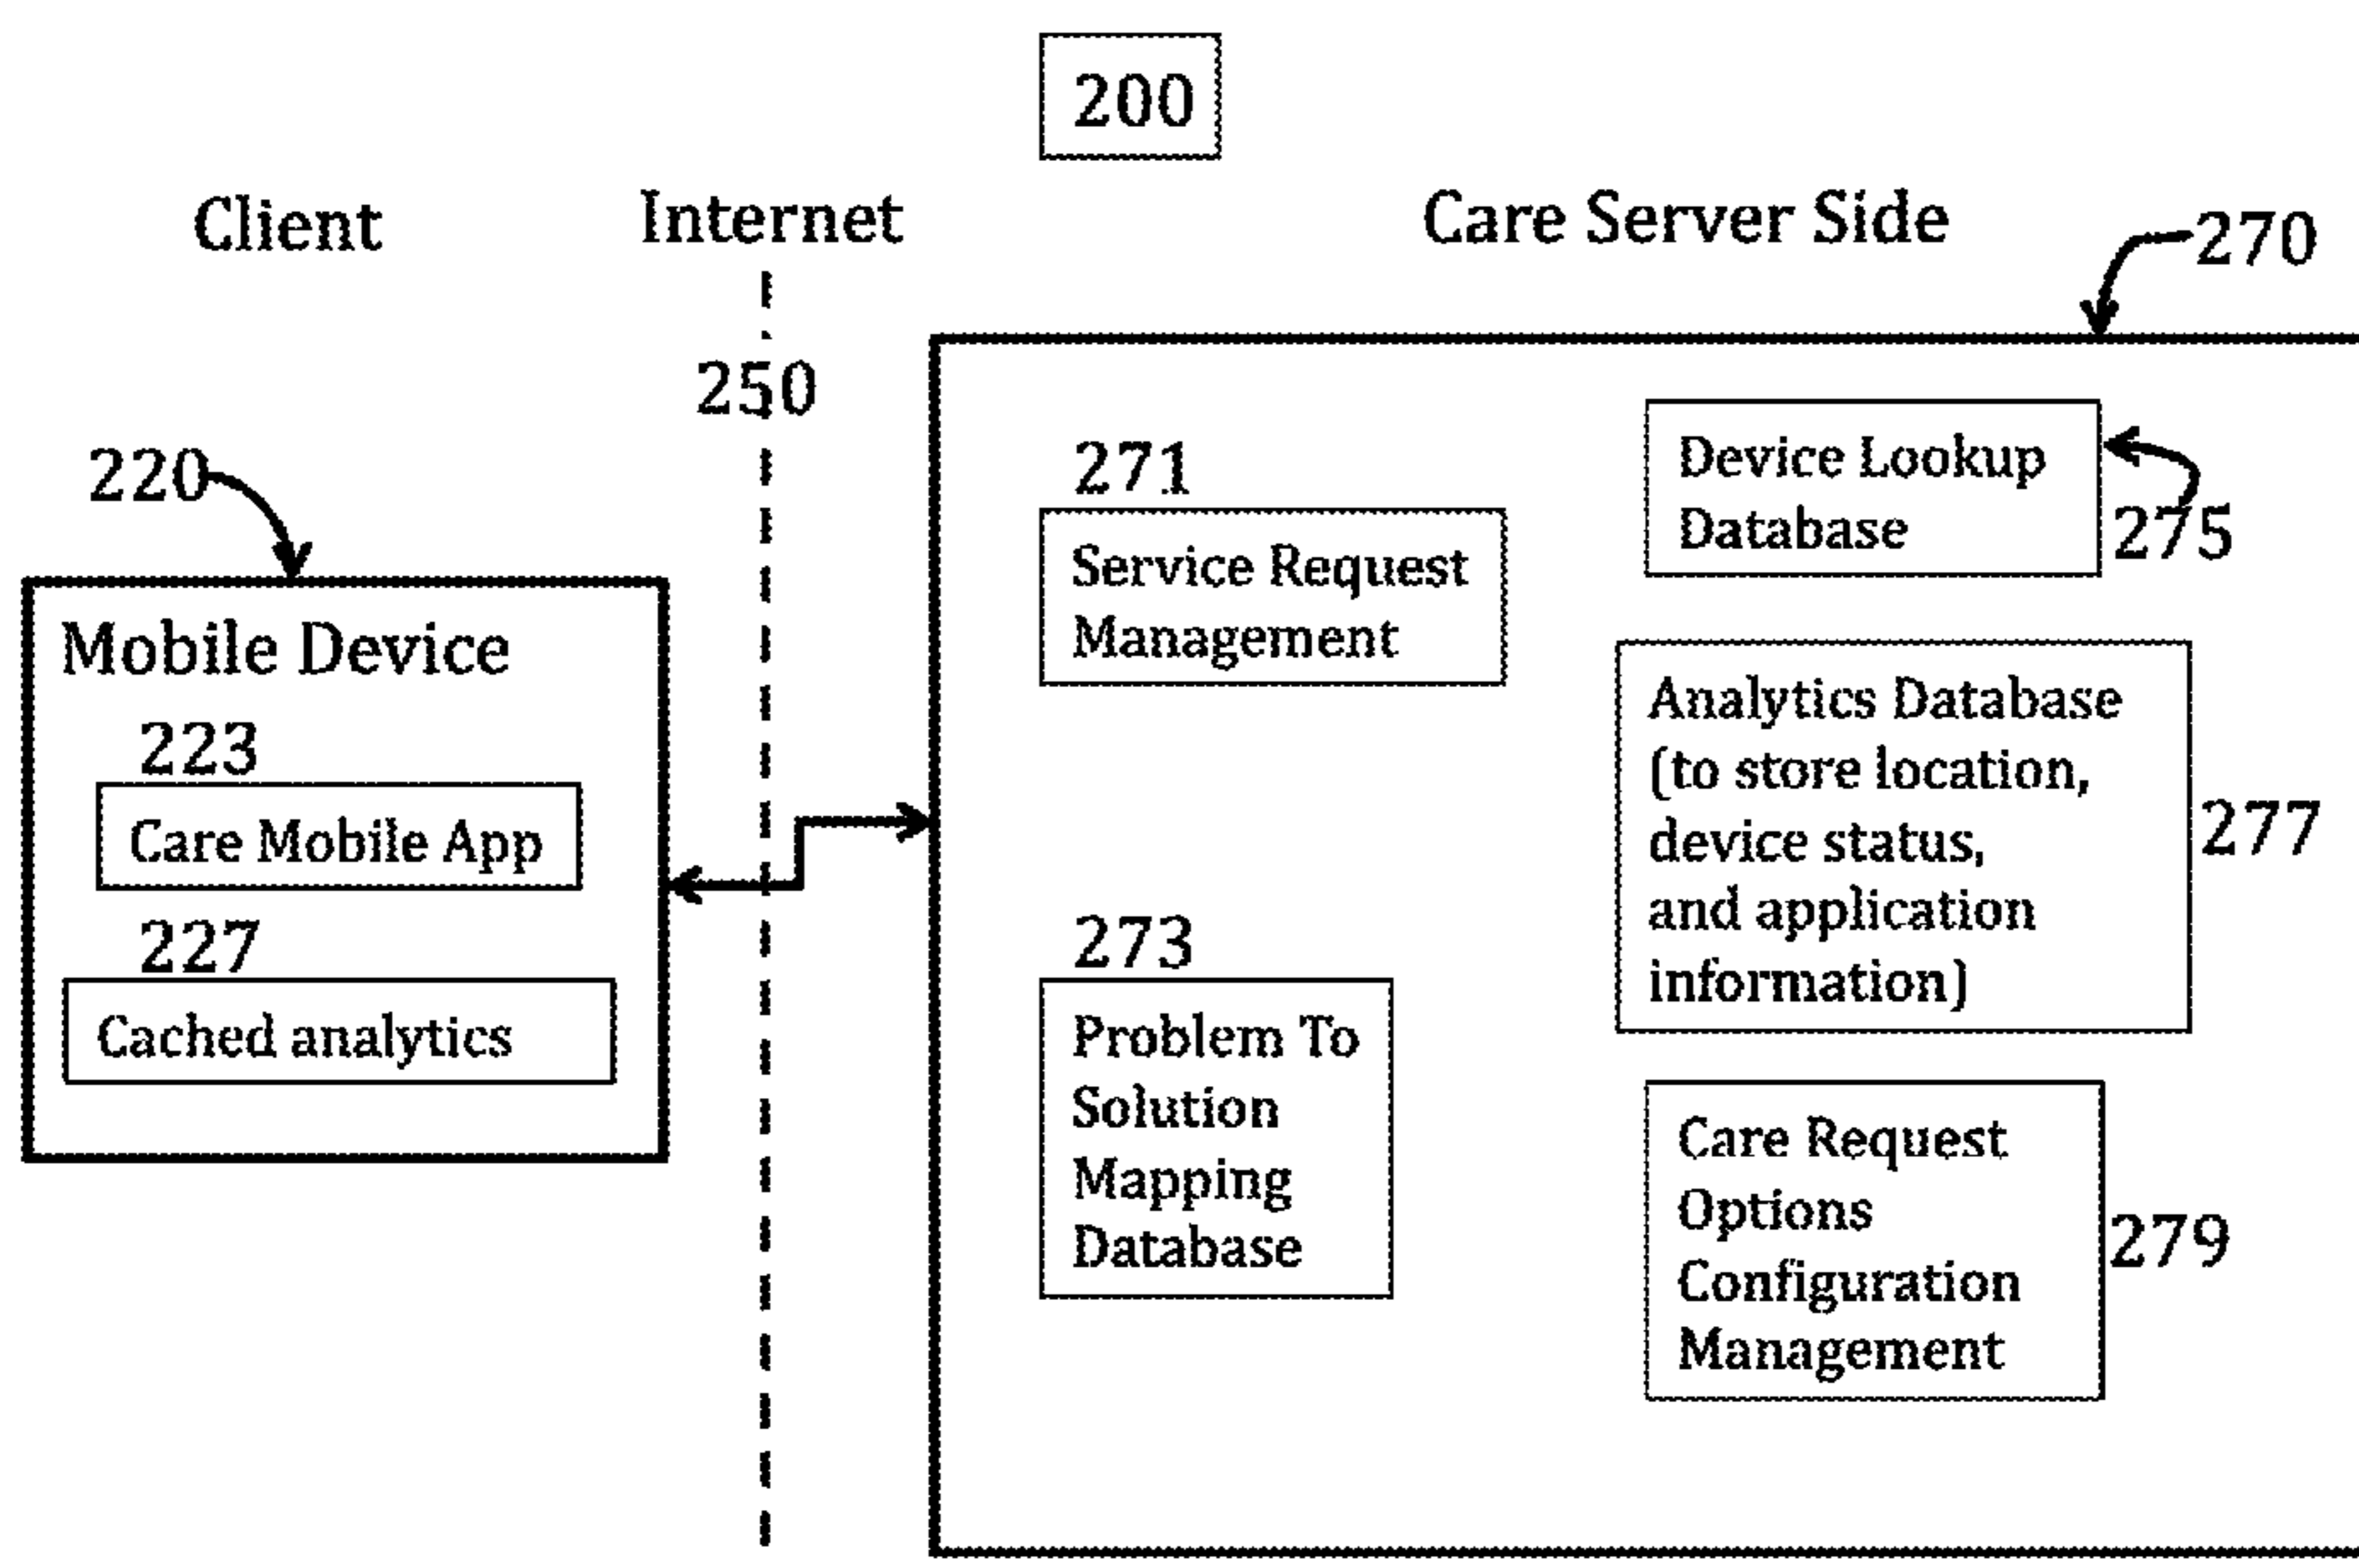 200
Client
Internet
Care Server Side
270
250
220
Mobile Device
223
Care Mobile App
227
Cached analytics
271
Service Request
Management
273
Problem To
Solution
Mapping
Database
Device Lookup
Database
275
Analytics Database
(to store location,
device status,
and application
information)
277
Care Request
Options
Configuration
Management
279